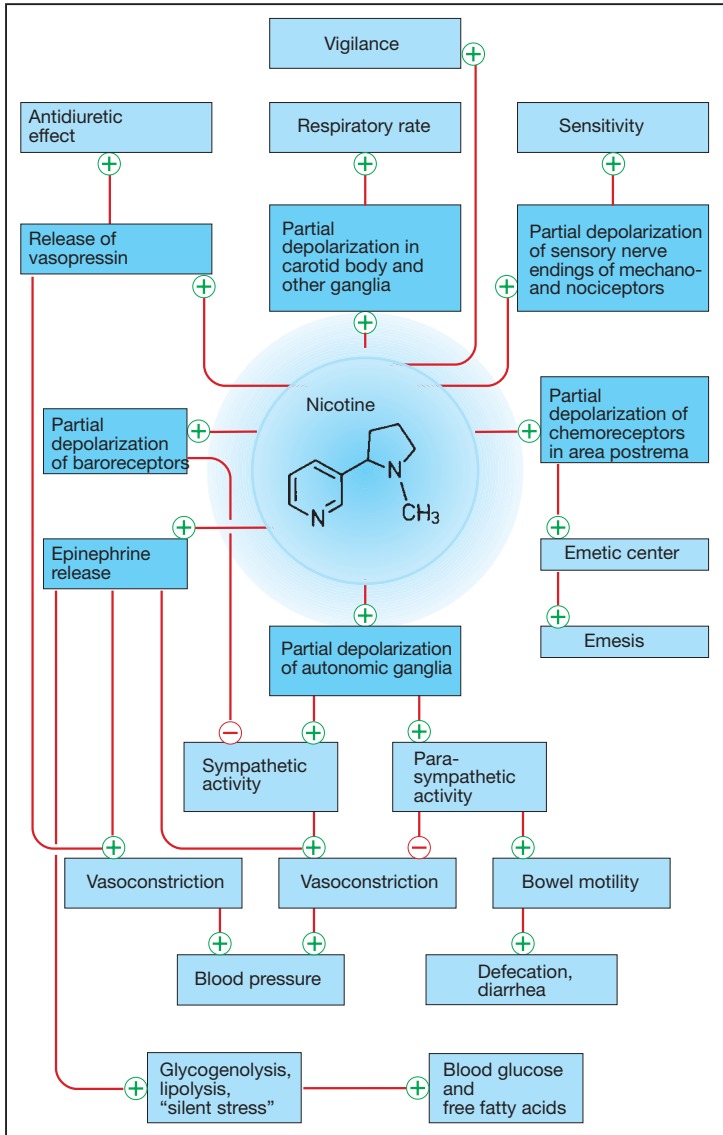 Vigilance
Antidiuretic
effect
Respiratory rate
Sensitivity
Release of
vasopressin
Partial
depolarization in
carotid body and
other ganglia
Partial depolarization
of sensory nerve
endings of mechano-
and nociceptors
Nicotine
N
N
CH3
Partial
depolarization
of baroreceptors
Partial
depolarization of
chemoreceptors
in area postrema
Epinephrine
release
Emetic center
Emesis
Partial depolarization
of autonomic ganglia
Sympathetic
activity
Para-
sympathetic
activity
Vasoconstriction
Vasoconstriction
Bowel motility
Blood pressure
Defecation,
diarrhea
Glycogenolysis,
lipolysis,
“silent stress”
Blood glucose
and
free fatty acids